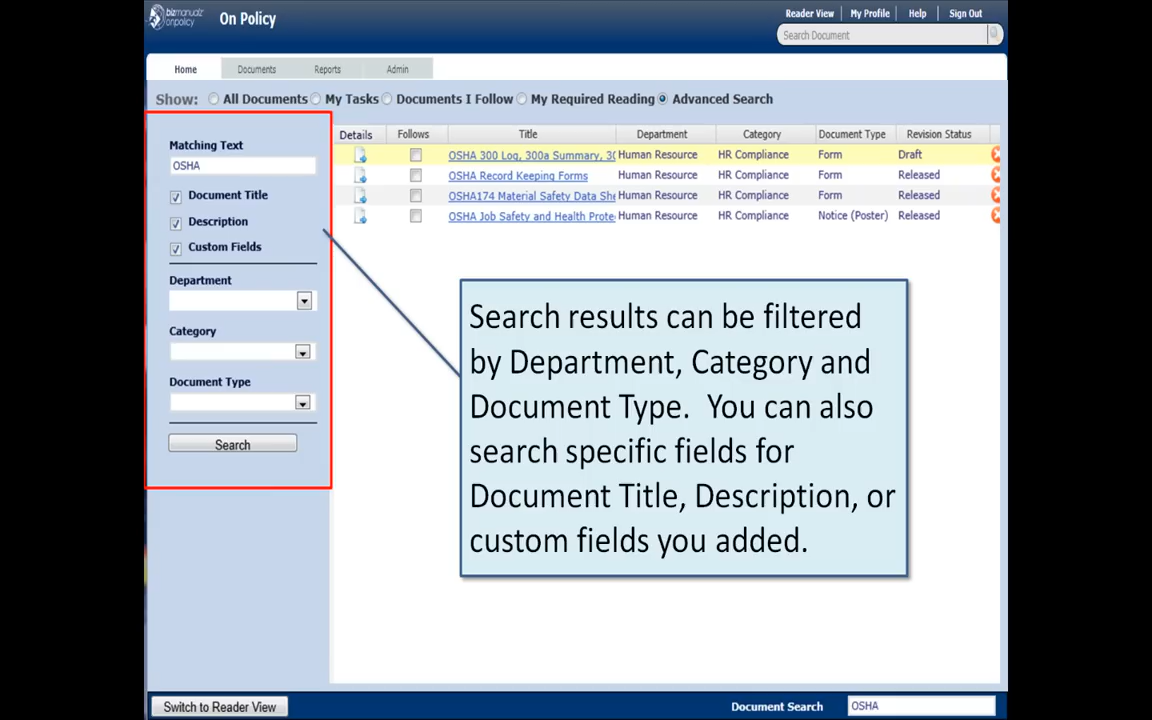 bizmanualz
onpolicy
On Policy
Reader View | My Profile | Help | Sign Out
Search Document
Home Documents Reports Admin
Show: All Documents My Tasks Documents I Follow My Required Reading Advanced Search
Matching Text
OSHA
Document Title
Description
Custom Fields
Department
Category
Document Type
Search
Details Follows Title Department Category Document Type Revision Status
OSHA 300 Log, 300a Summary, 30 Human Resource HR Compliance Form Draft
OSHA Record Keeping Forms Human Resource HR Compliance Form Released
OSHA174 Material Safety Data She Human Resource HR Compliance Form Released
OSHA Job Safety and Health Prote Human Resource HR Compliance Notice (Poster) Released
Search results can be filtered
by Department, Category and
Document Type. You can also
search specific fields for
Document Title, Description, or
custom fields you added.
Switch to Reader View Document Search OSHA